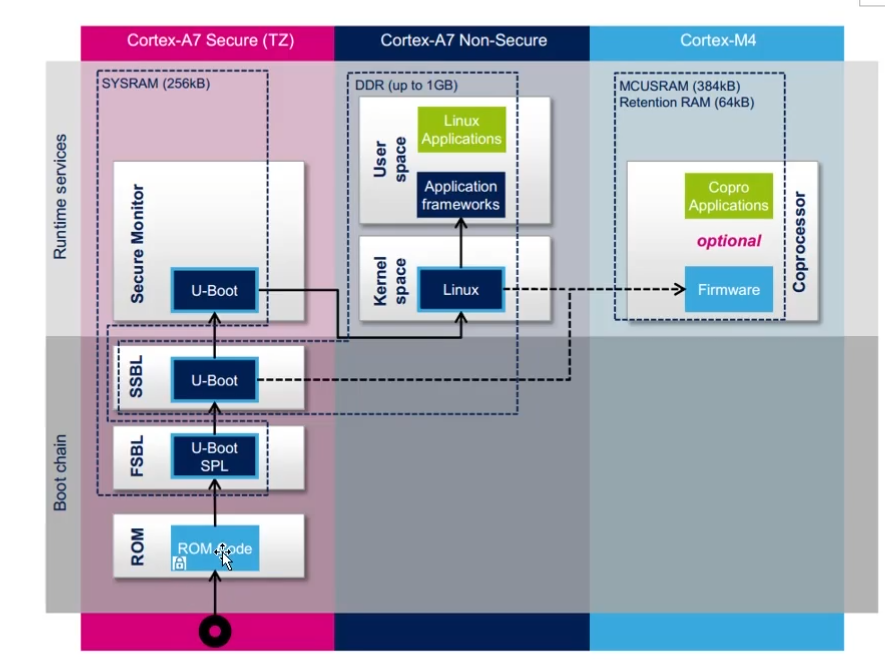 Cortex-A7 Secure (TZ)
Cortex-A7 Non-Secure
Cortex-M4
Runtime services
SYSRAM (256kB)
Secure Monitor
U-Boot
DDR (up to 1GB)
User
space
Linux
Applications
Application
frameworks
Kernel
space
Linux
MCUSRAM (384kB)
Retention RAM (64kB)
Copro
Applications
optional
Firmware
Coprocessor
Boot chain
SSBL
U-Boot
FSBL
U-Boot
SPL
ROM
ROM Code